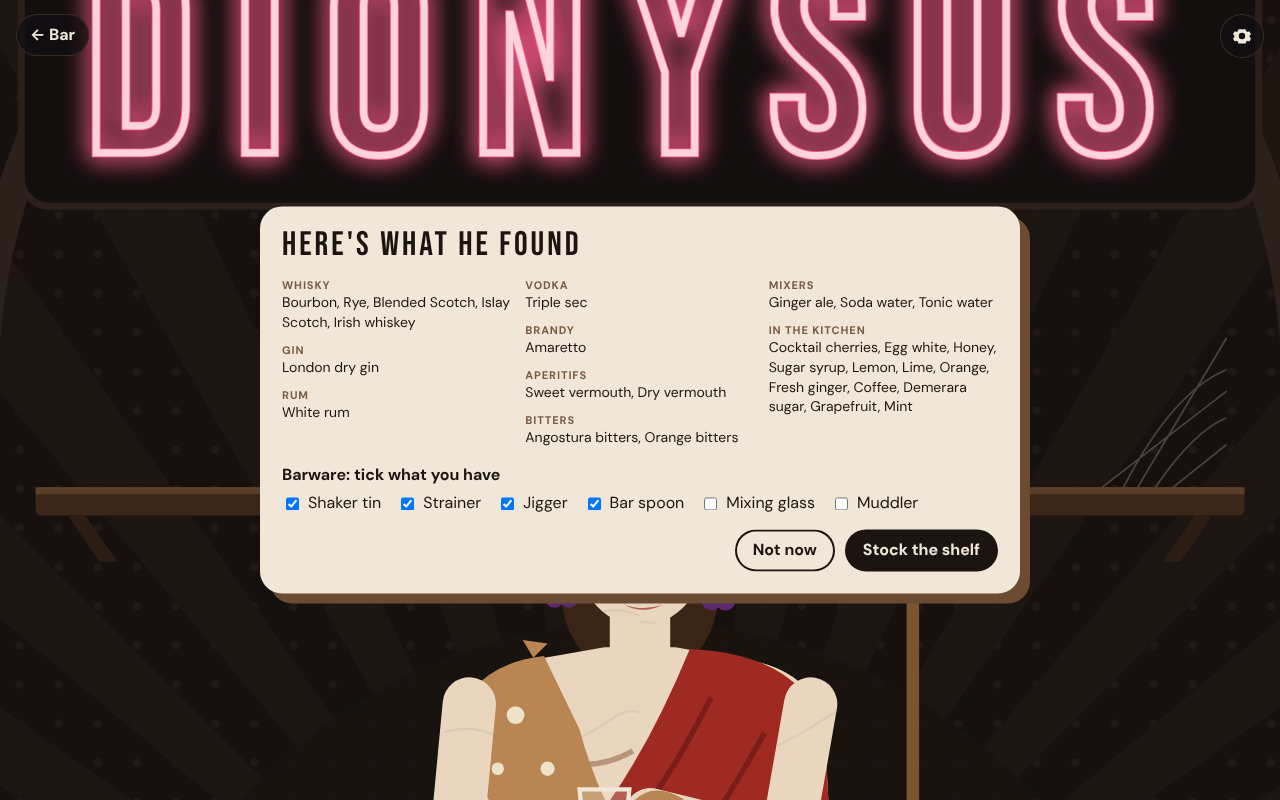 DIONYSUS
← Bar
HERE'S WHAT HE FOUND
WHISKY
Bourbon, Rye, Blended Scotch, Islay
Scotch, Irish whiskey
GIN
London dry gin
RUM
White rum
VODKA
Triple sec
BRANDY
Amaretto
APERITIFS
Sweet vermouth, Dry vermouth
BITTERS
Angostura bitters, Orange bitters
MIXERS
Ginger ale, Soda water, Tonic water
IN THE KITCHEN
Cocktail cherries, Egg white, Honey,
Sugar syrup, Lemon, Lime, Orange,
Fresh ginger, Coffee, Demerara
sugar, Grapefruit, Mint
Barware: tick what you have
Shaker tin Strainer Jigger Bar spoon Mixing glass Muddler
Not now Stock the shelf